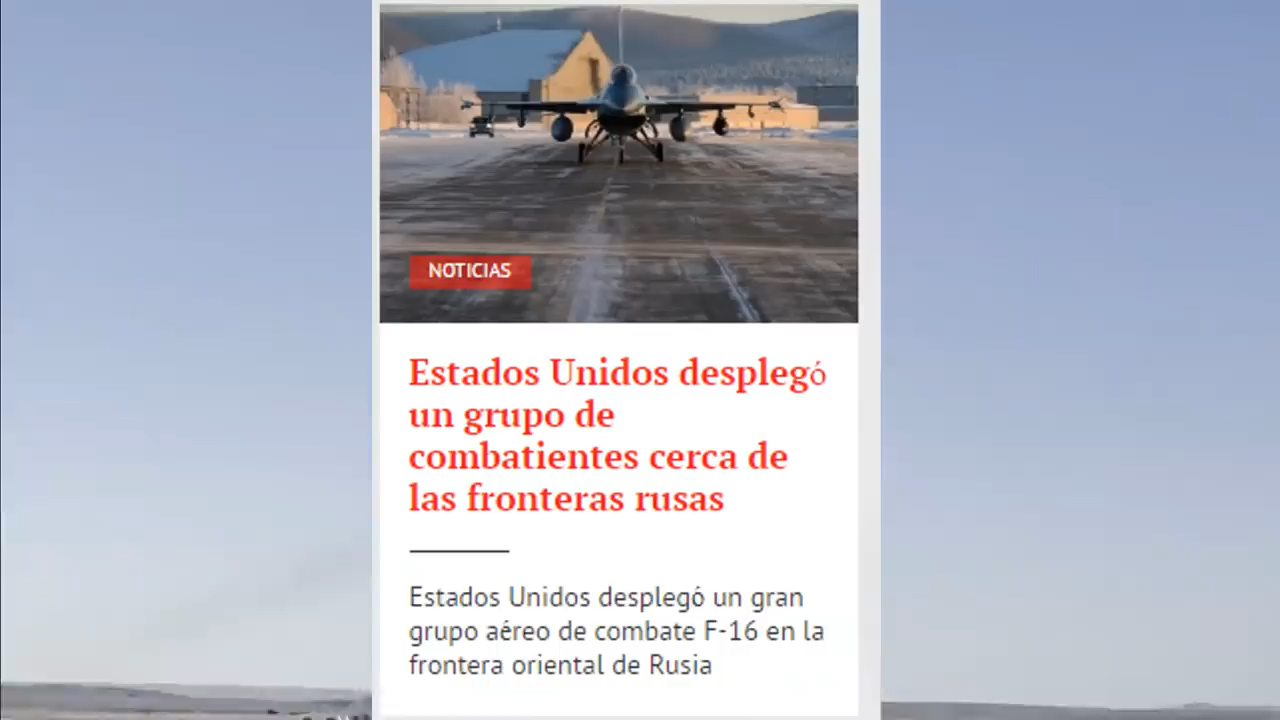 NOTICIAS
Estados Unidos desplegó
un grupo de
combatientes cerca de
las fronteras rusas
Estados Unidos desplegó un gran
grupo aéreo de combate F-16 en la
frontera oriental de Rusia